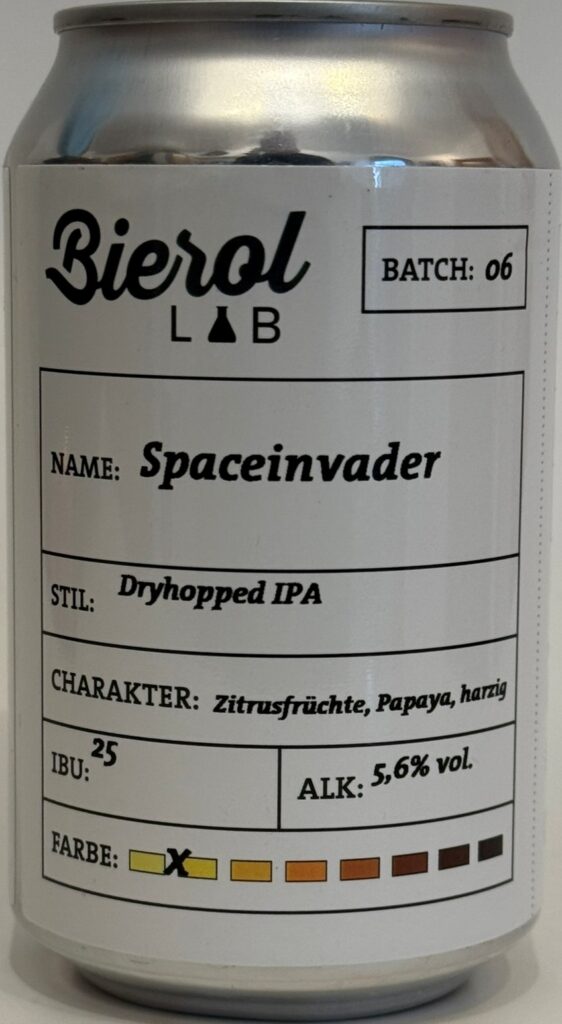 Bierol
LAB
BATCH: 06
NAME: Spaceinvader
STIL: Dryhopped IPA
CHARAKTER: Zitrusfrüchte, Papaya, harzig
IBU: 25
ALK: 5,6% vol.
FARBE: X